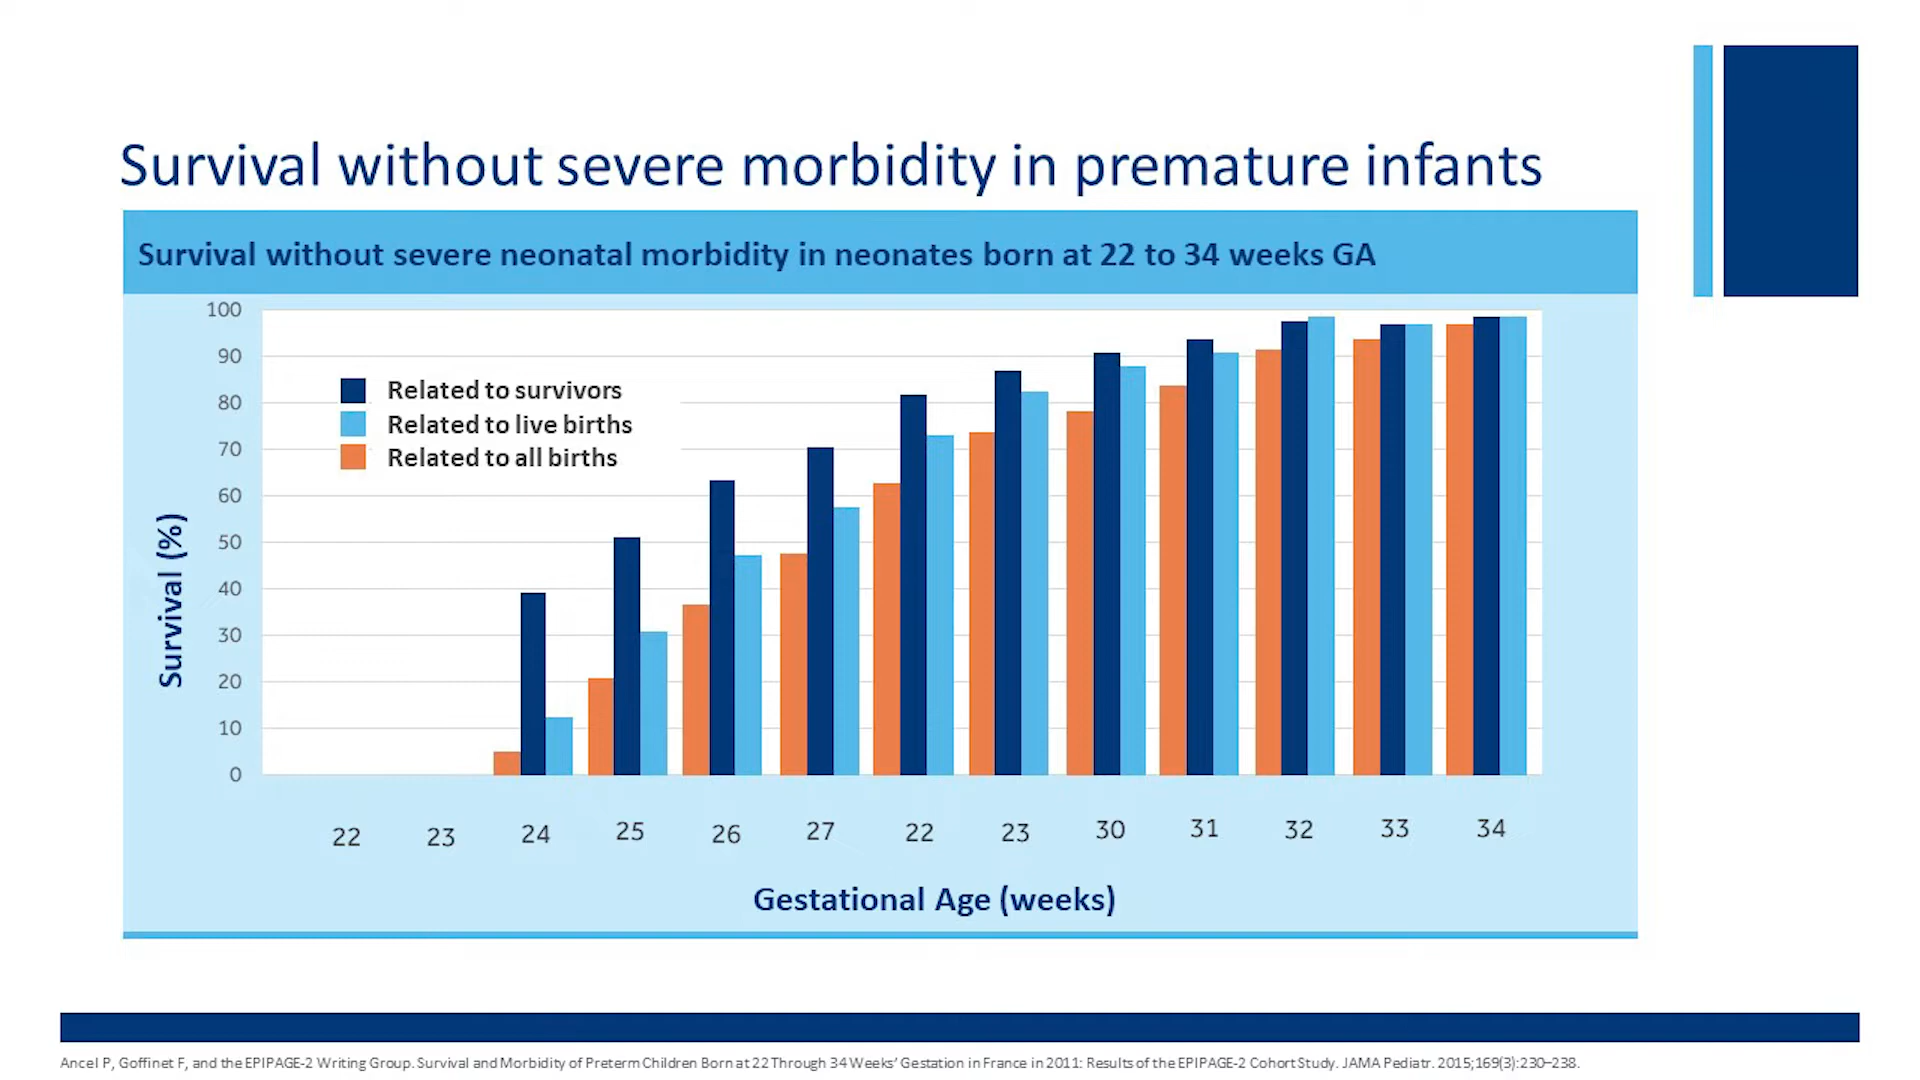 Survival without severe morbidity in premature infants
Survival without severe neonatal morbidity in neonates born at 22 to 34 weeks GA
100
90
80
70
60
50
40
30
20
10
0
Survival (%)
Related to survivors
Related to live births
Related to all births
22 23 24 25 26 27 22 23 30 31 32 33 34
Gestational Age (weeks)
Ancel P, Goffinet F, and the EPIPAGE-2 Writing Group. Survival and Morbidity of Preterm Children Born at 22 Through 34 Weeks' Gestation in France in 2011: Results of the EPIPAGE-2 Cohort Study. JAMA Pediatr. 2015;169(3):230–238.